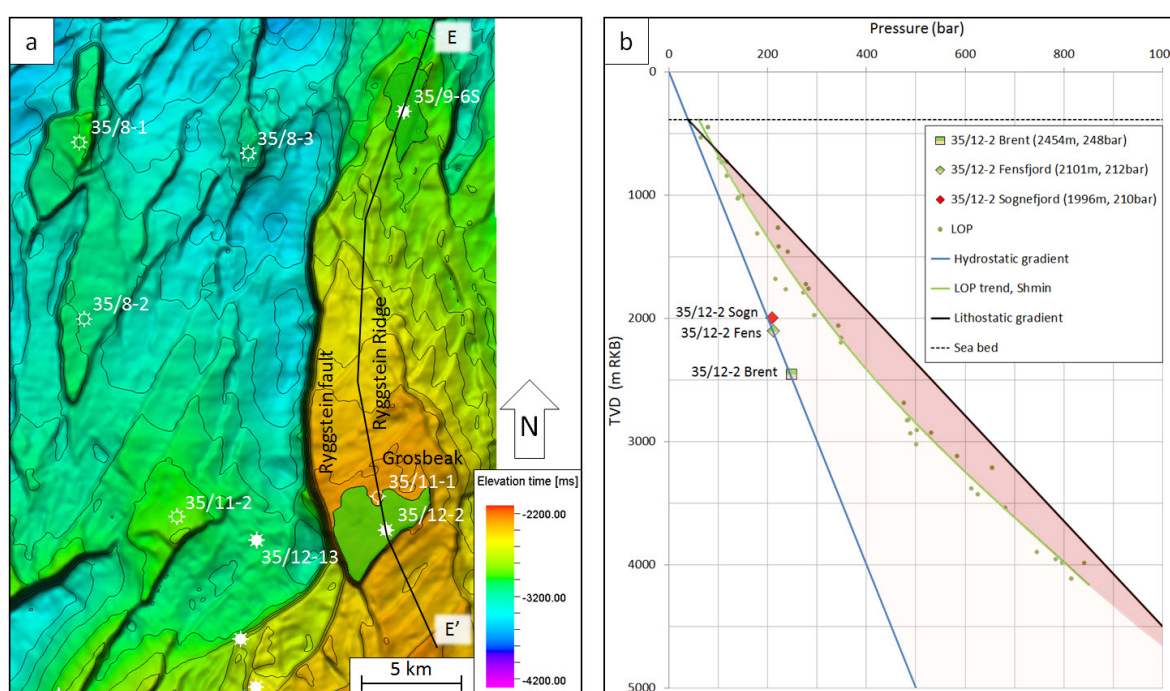 a
E
35/9-6S
35/8-1
35/8-3
35/8-2
Ryggstein fault
Ryggstein Ridge
N
Grosbeak
35/11-1
35/11-2
35/12-2
35/12-13
Elevation time [ms]
-2200.00
-3200.00
-4200.00
E'
5 km
b
Pressure (bar)
0 200 400 600 800 100
0
1000
2000
3000
4000
5000
TVD (m RKB)
35/12-2 Brent (2454m, 248bar)
35/12-2 Fensfjord (2101m, 212bar)
35/12-2 Sognefjord (1996m, 210bar)
LOP
Hydrostatic gradient
LOP trend, Shmin
Lithostatic gradient
Sea bed
35/12-2 Sogn
35/12-2 Fens
35/12-2 Brent